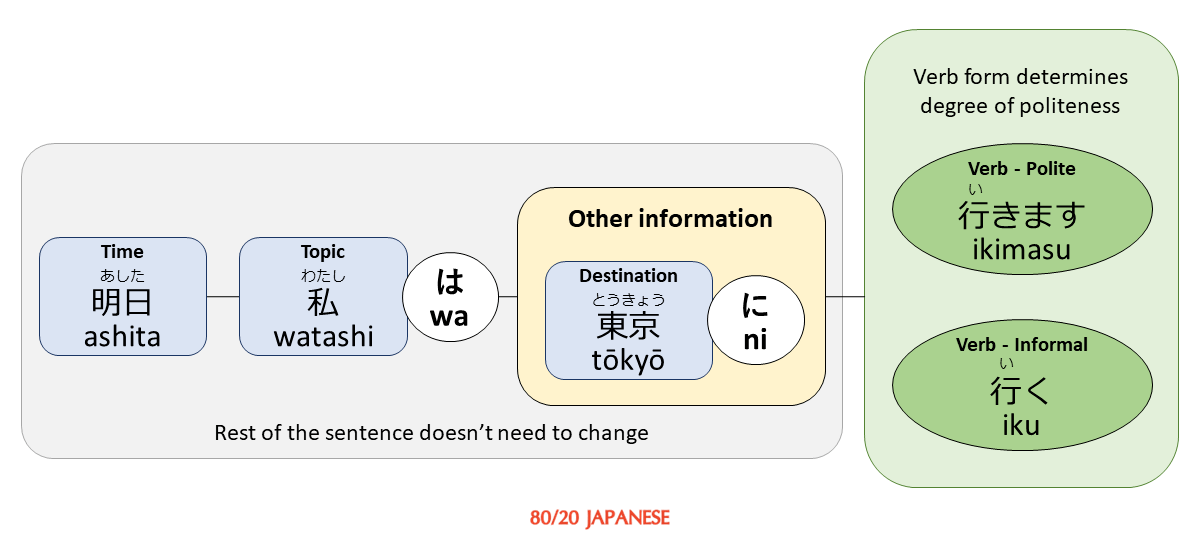 Time
あした
明日
ashita
Topic
わたし
私
watashi
は
wa
Other information
Destination
とうきょう
東京
tōkyō
に
ni
Rest of the sentence doesn't need to change
Verb form determines
degree of politeness
Verb - Polite
い
行きます
ikimasu
Verb - Informal
い
行く
iku
80/20 JAPANESE